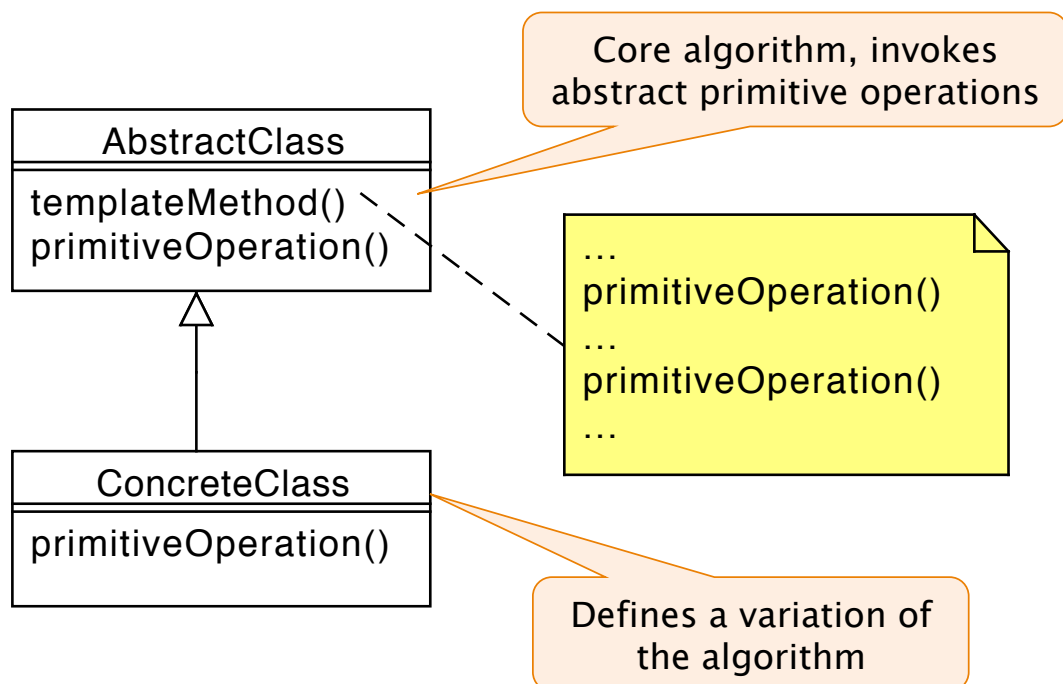 Core algorithm, invokes
abstract primitive operations
AbstractClass
templateMethod()
primitiveOperation()
...
primitiveOperation()
...
primitiveOperation()
...
ConcreteClass
primitiveOperation()
Defines a variation of
the algorithm